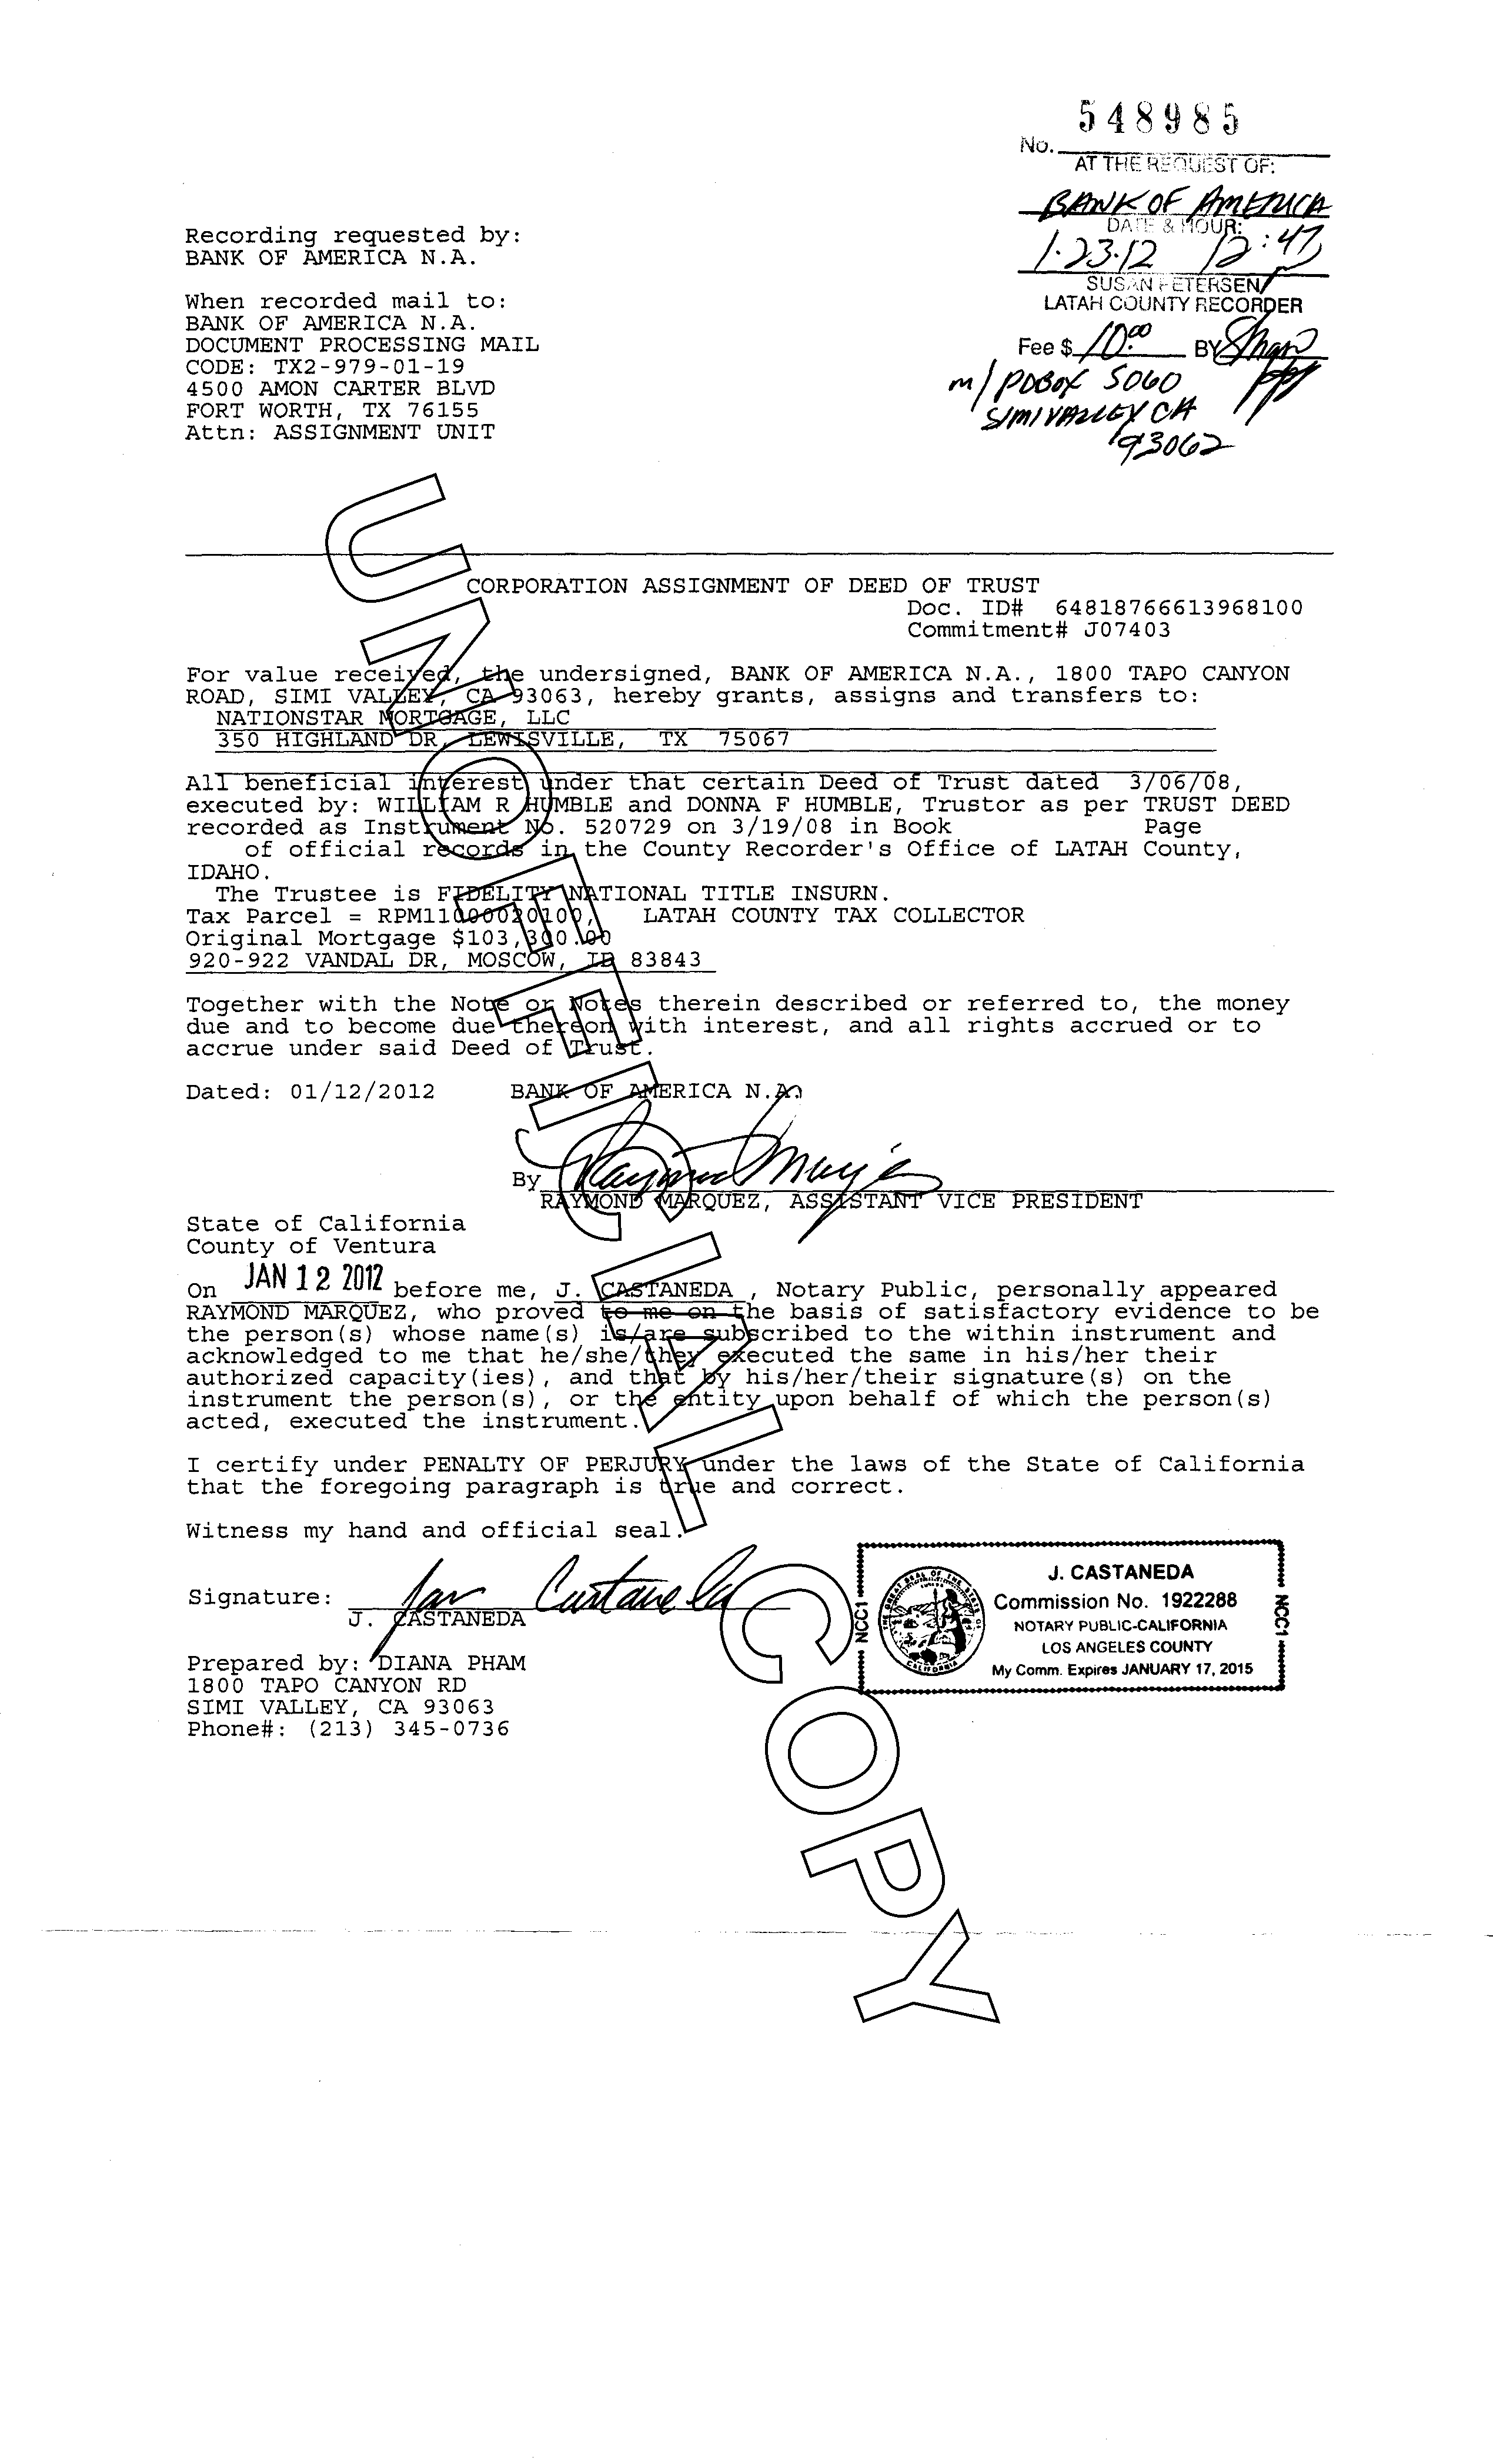 548985
No.
AT THE REQUEST OF:
BANK OF AMERICA
DATE & HOUR:
1.23.12 12:47
SUSAN PETERSEN
LATAH COUNTY RECORDER
Fee $ 10.00 BY
m/ POBOX 5060
SIMI VALLEY CA
93062
Recording requested by:
BANK OF AMERICA N.A.
When recorded mail to:
BANK OF AMERICA N.A.
DOCUMENT PROCESSING MAIL
CODE: TX2-979-01-19
4500 AMON CARTER BLVD
FORT WORTH, TX 76155
Attn: ASSIGNMENT UNIT
CORPORATION ASSIGNMENT OF DEED OF TRUST
Doc. ID# 64818766613968100
Commitment# J07403
For value received, the undersigned, BANK OF AMERICA N.A., 1800 TAPO CANYON
ROAD, SIMI VALLEY, CA 93063, hereby grants, assigns and transfers to:
NATIONSTAR MORTGAGE, LLC
350 HIGHLAND DR, LEWISVILLE, TX 75067
All beneficial interest under that certain Deed of Trust dated 3/06/08,
executed by: WILLIAM R HUMBLE and DONNA F HUMBLE, Trustor as per TRUST DEED
recorded as Instrument No. 520729 on 3/19/08 in Book Page
of official records in the County Recorder's Office of LATAH County,
IDAHO.
The Trustee is FIDELITY NATIONAL TITLE INSURN.
Tax Parcel = RPM11000020100, LATAH COUNTY TAX COLLECTOR
Original Mortgage $103,300.00
920-922 VANDAL DR, MOSCOW, ID 83843
Together with the Note or Notes therein described or referred to, the money
due and to become due thereon with interest, and all rights accrued or to
accrue under said Deed of Trust.
Dated: 01/12/2012 BANK OF AMERICA N.A.
By Raymond Marquez
RAYMOND MARQUEZ, ASSISTANT VICE PRESIDENT
State of California
County of Ventura
On JAN 12 2012 before me, J. CASTANEDA , Notary Public, personally appeared
RAYMOND MARQUEZ, who proved to me on the basis of satisfactory evidence to be
the person(s) whose name(s) is/are subscribed to the within instrument and
acknowledged to me that he/she/they executed the same in his/her their
authorized capacity(ies), and that by his/her/their signature(s) on the
instrument the person(s), or the entity upon behalf of which the person(s)
acted, executed the instrument.
I certify under PENALTY OF PERJURY under the laws of the State of California
that the foregoing paragraph is true and correct.
Witness my hand and official seal.
Signature: Jan Castaneda
J. CASTANEDA
Prepared by: DIANA PHAM
1800 TAPO CANYON RD
SIMI VALLEY, CA 93063
Phone#: (213) 345-0736
NCC1
J. CASTANEDA
Commission No. 1922288
NOTARY PUBLIC-CALIFORNIA
LOS ANGELES COUNTY
My Comm. Expires JANUARY 17, 2015
NCC1
UNOFFICIAL COPY